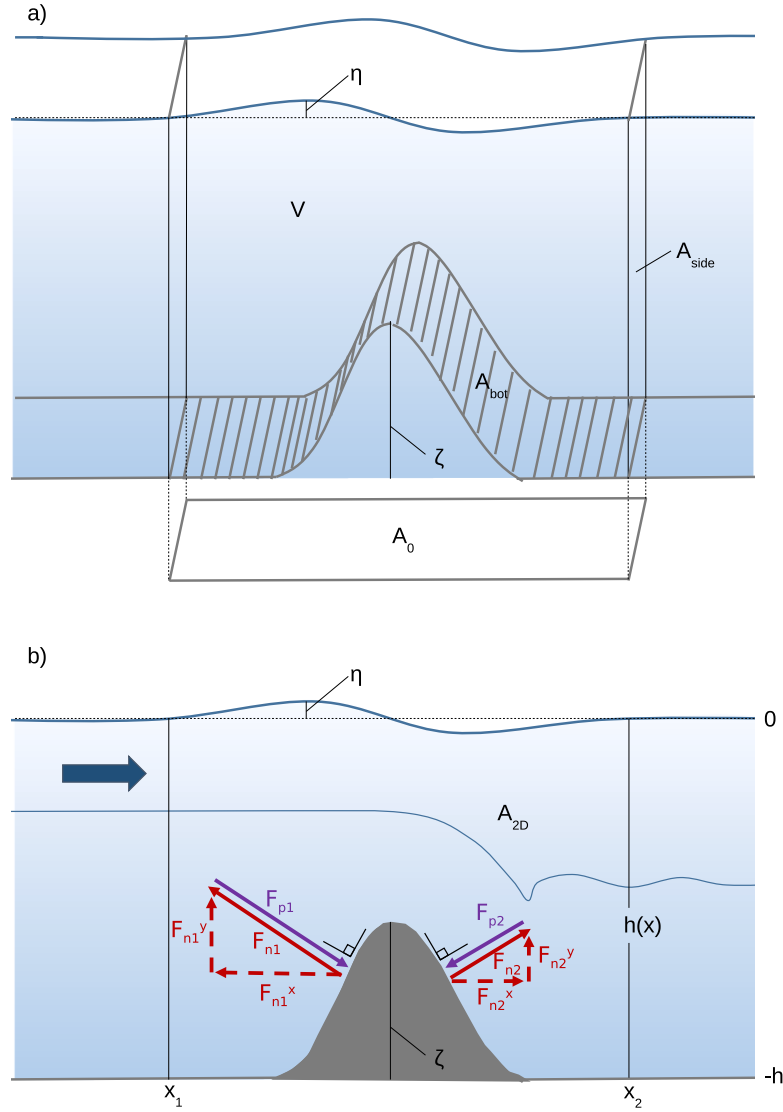 a)
η
V
A_side
A_bot
ζ
A_0
b)
η
0
A_2D
F_p1
F_p2
F_n1^y
F_n1
h(x)
F_n2
F_n2^y
F_n1^x
F_n2^x
ζ
-h
x_1
x_2